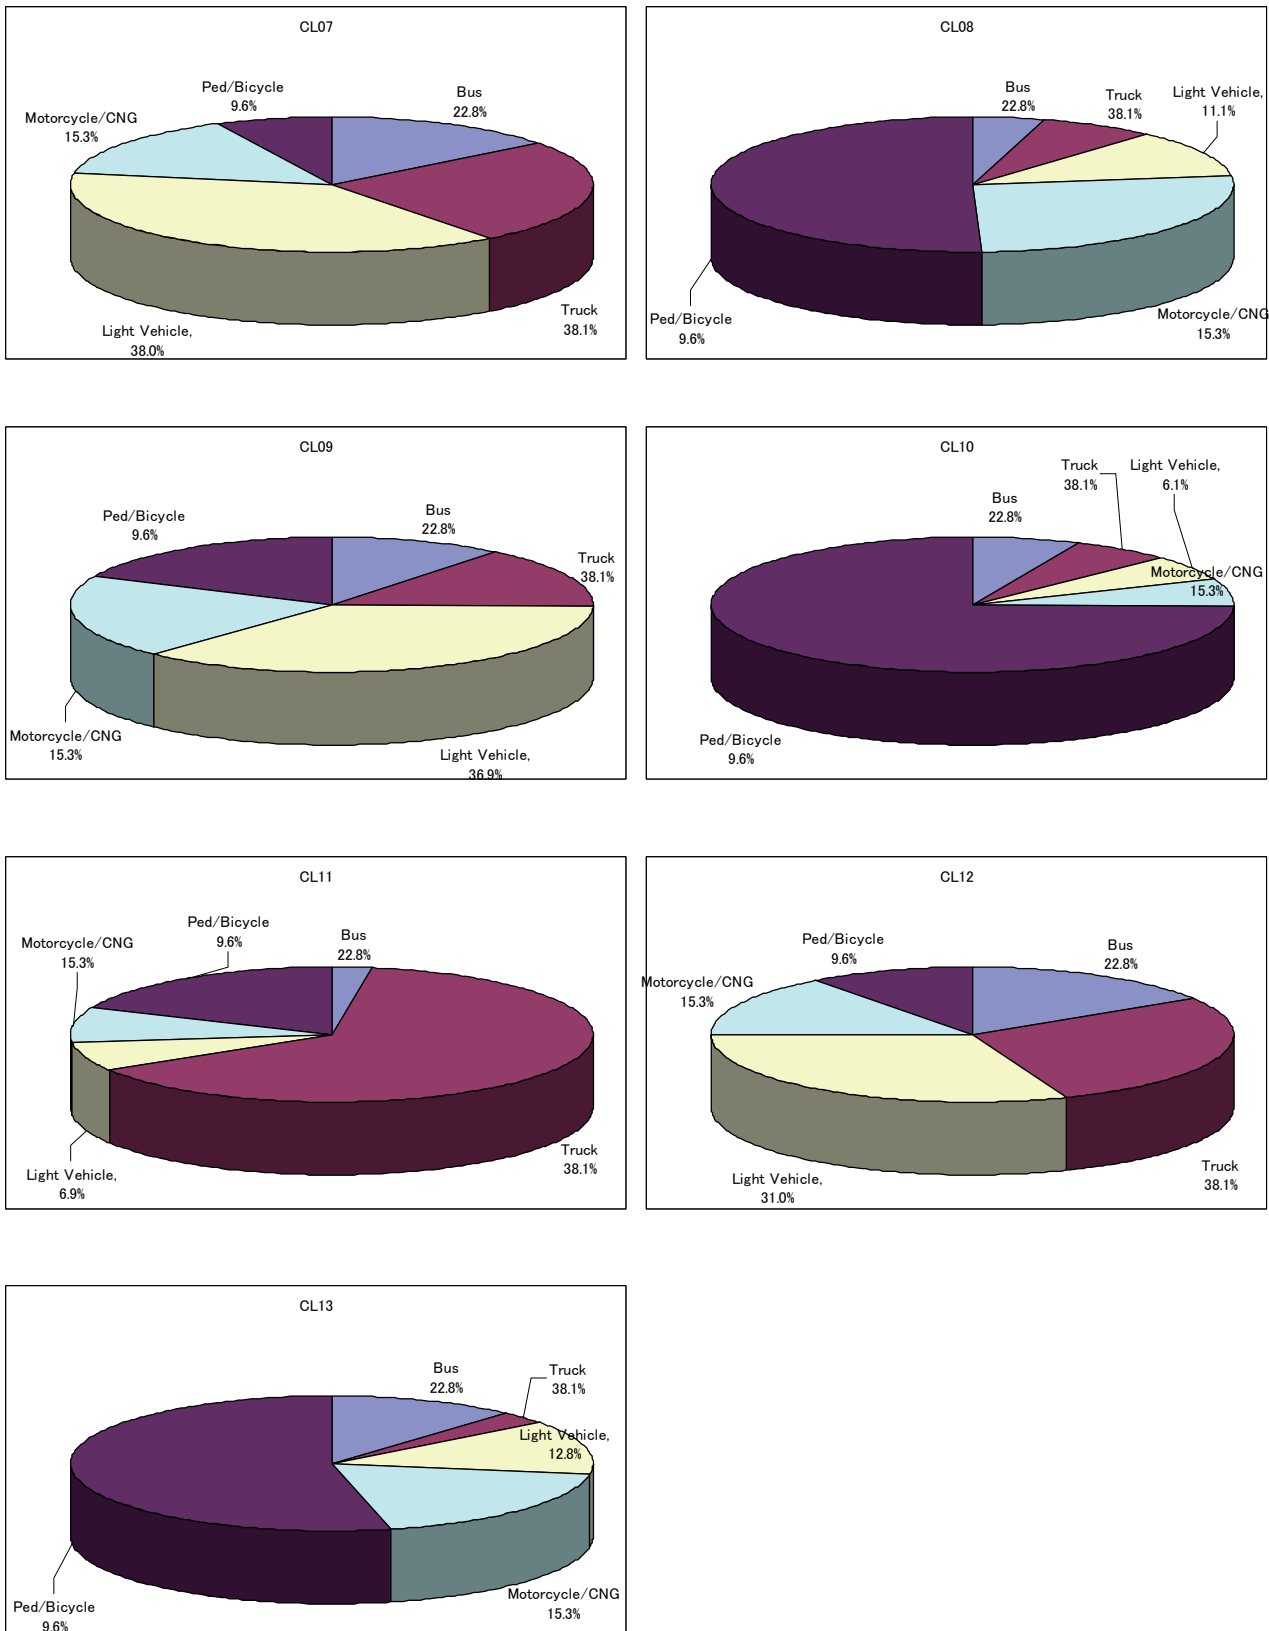 CL07
Ped/Bicycle
9.6%
Bus
22.8%
Motorcycle/CNG
15.3%
Truck
38.1%
Light Vehicle,
38.0%
CL08
Bus
22.8%
Truck
38.1%
Light Vehicle,
11.1%
Ped/Bicycle
9.6%
Motorcycle/CNG
15.3%
CL09
Ped/Bicycle
9.6%
Bus
22.8%
Truck
38.1%
Motorcycle/CNG
15.3%
Light Vehicle,
36.9%
CL10
Bus
22.8%
Truck
38.1%
Light Vehicle,
6.1%
Motorcycle/CNG
15.3%
Ped/Bicycle
9.6%
CL11
Ped/Bicycle
9.6%
Bus
22.8%
Motorcycle/CNG
15.3%
Truck
38.1%
Light Vehicle,
6.9%
CL12
Ped/Bicycle
9.6%
Bus
22.8%
Motorcycle/CNG
15.3%
Truck
38.1%
Light Vehicle,
31.0%
CL13
Bus
22.8%
Truck
38.1%
Light Vehicle,
12.8%
Motorcycle/CNG
15.3%
Ped/Bicycle
9.6%